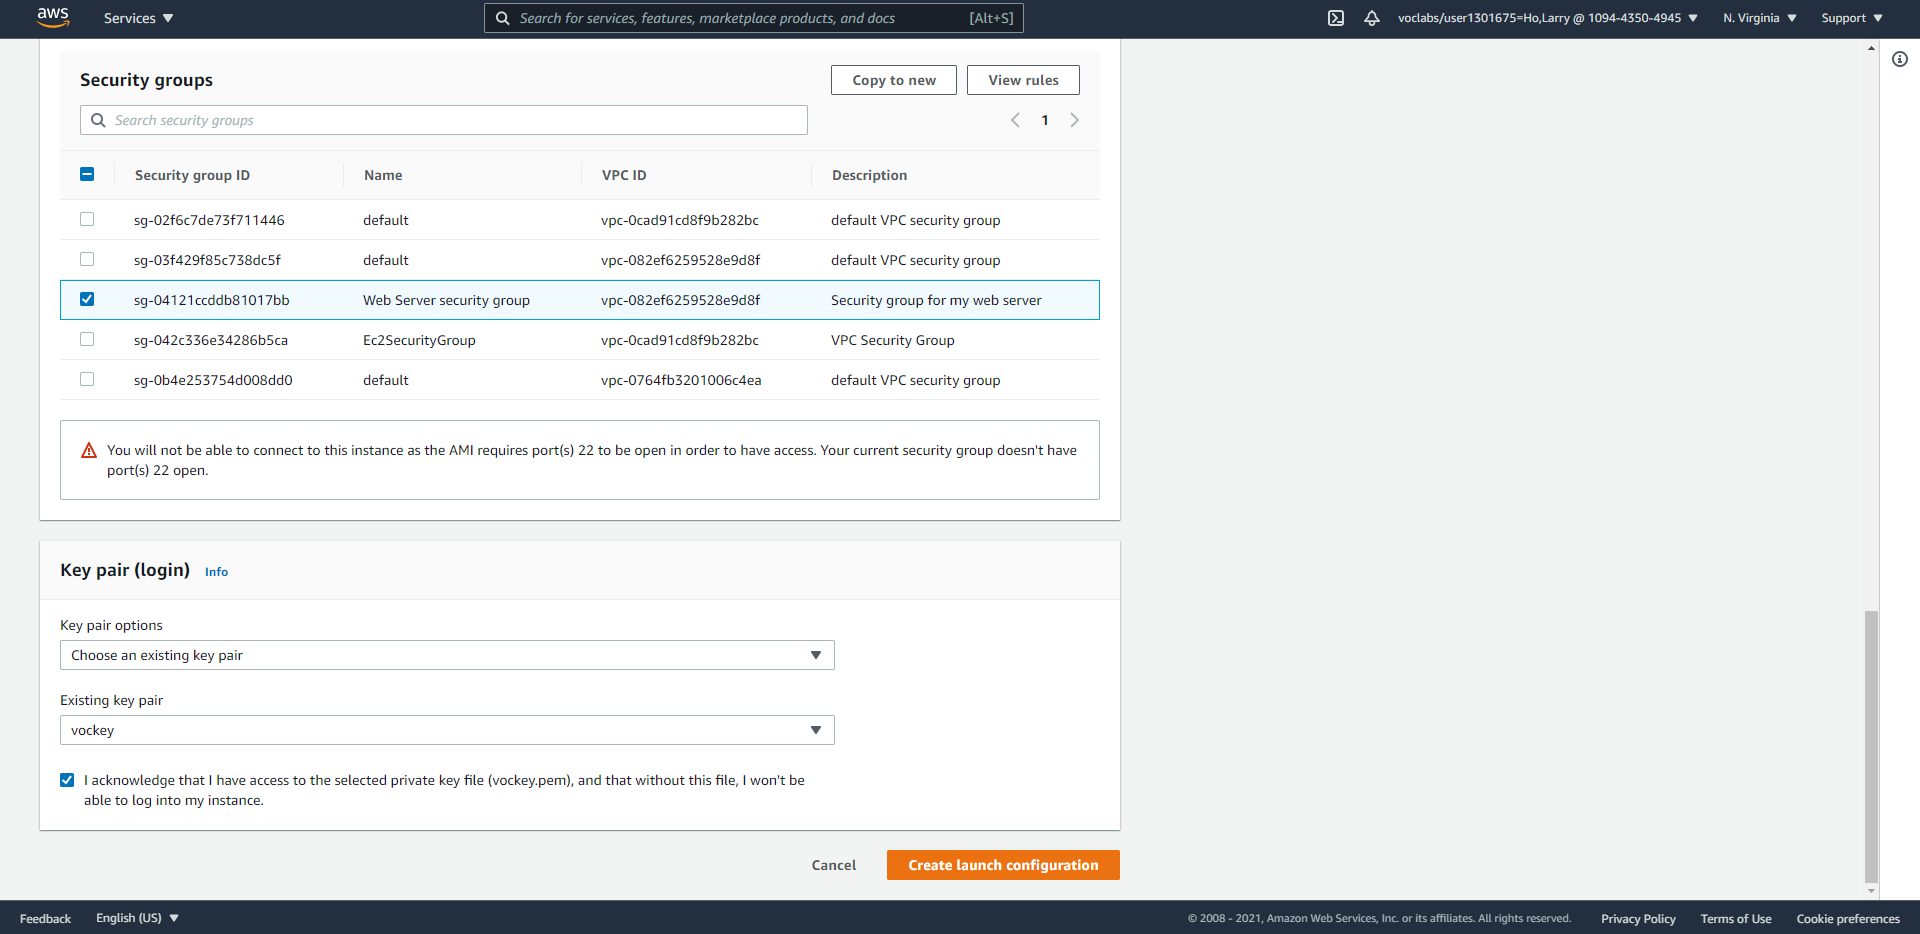 aws
Services
Search for services, features, marketplace products, and docs [Alt+S]
voclabs/user1301675=Ho,Larry @ 1094-4350-4945
N. Virginia
Support
Security groups
Copy to new
View rules
Search security groups
1
Security group ID Name VPC ID Description
sg-02f6c7de73f711446 default vpc-0cad91cd8f9b282bc default VPC security group
sg-03f429f85c738dc5f default vpc-082ef6259528e9d8f default VPC security group
sg-04121ccddb81017bb Web Server security group vpc-082ef6259528e9d8f Security group for my web server
sg-042c336e34286b5ca Ec2SecurityGroup vpc-0cad91cd8f9b282bc VPC Security Group
sg-0b4e253754d008dd0 default vpc-0764fb3201006c4ea default VPC security group
You will not be able to connect to this instance as the AMI requires port(s) 22 to be open in order to have access. Your current security group doesn't have
port(s) 22 open.
Key pair (login) Info
Key pair options
Choose an existing key pair
Existing key pair
vockey
I acknowledge that I have access to the selected private key file (vockey.pem), and that without this file, I won't be
able to log into my instance.
Cancel
Create launch configuration
Feedback
English (US)
© 2008 - 2021, Amazon Web Services, Inc. or its affiliates. All rights reserved.
Privacy Policy
Terms of Use
Cookie preferences